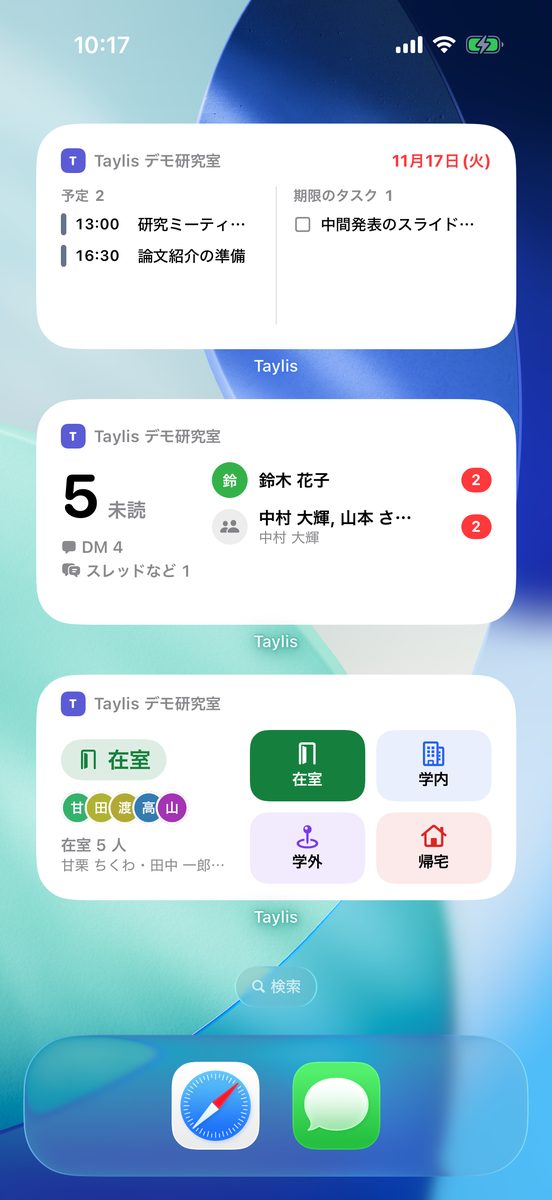 10:17
T Taylis デモ研究室 11月17日(火)
予定 2
13:00 研究ミーティ…
16:30 論文紹介の準備
期限のタスク 1
中間発表のスライド…
Taylis
T Taylis デモ研究室
5 未読
DM 4
スレッドなど 1
鈴 鈴木 花子 2
中村 大輝, 山本 さ… 2
中村 大輝
Taylis
T Taylis デモ研究室
在室
甘 田 渡 高 山
在室 5 人
甘栗 ちくわ・田中 一郎…
在室
学内
学外
帰宅
Taylis
検索